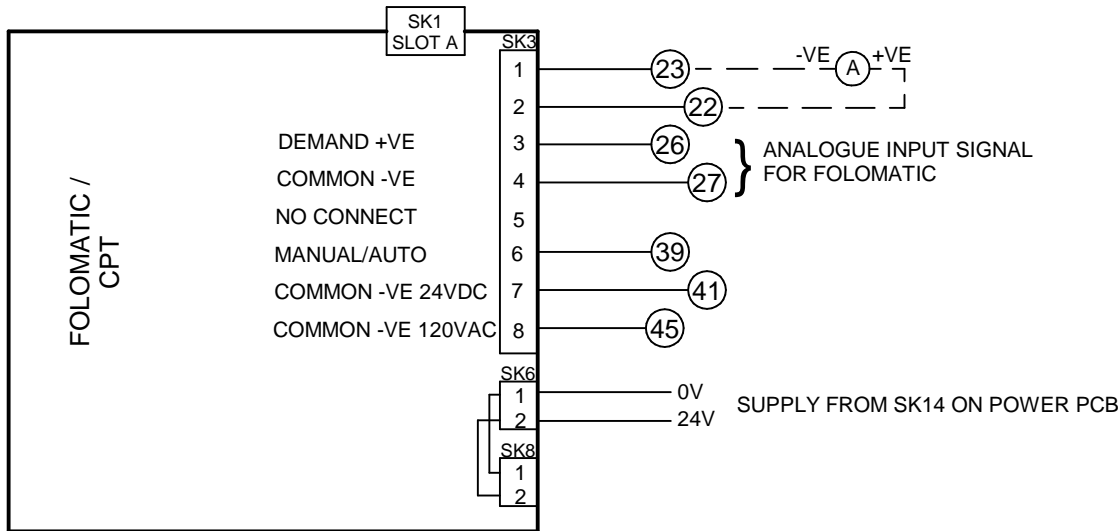 SK1
SLOT A
SK3
1 23 -VE A +VE
2 22
DEMAND +VE 3 26
COMMON -VE 4 27
ANALOGUE INPUT SIGNAL
FOR FOLOMATIC
NO CONNECT 5
MANUAL/AUTO 6 39
COMMON -VE 24VDC 7 41
COMMON -VE 120VAC 8 45
FOLOMATIC /
CPT
SK6
1 0V
2 24V
SUPPLY FROM SK14 ON POWER PCB
SK8
1
2